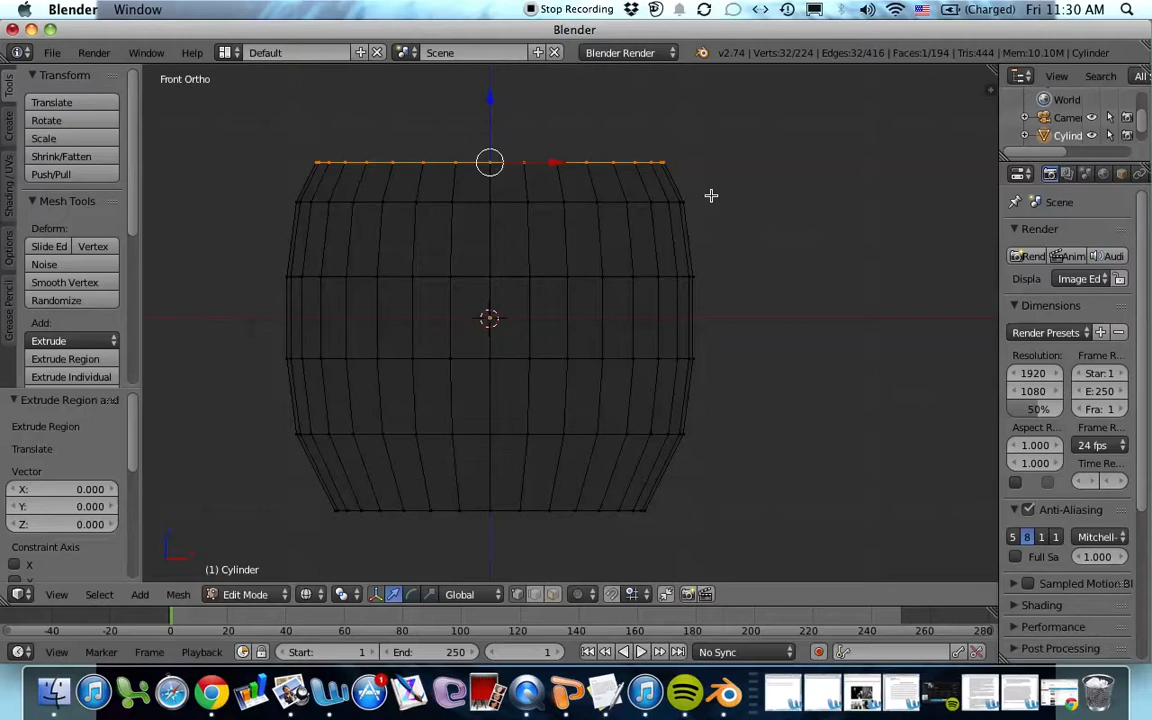 Blender Window Stop Recording (Charged) Fri 11:30 AM
Blender
File Render Window Help Default Scene Blender Render v2.74 | Verts:32/224 | Edges:32/416 | Faces:1/194 | Tris:444 | Mem:10.10M | Cylinder
View Search All S
Tools
Create
Shading / UVs
Options
Grease Pencil
Transform
Translate
Rotate
Scale
Shrink/Fatten
Push/Pull
Mesh Tools
Deform:
Slide Ed Vertex
Noise
Smooth Vertex
Randomize
Add:
Extrude
Extrude Region
Extrude Individual
Extrude Region and
Extrude Region
Translate
Vector
X: 0.000
Y: 0.000
Z: 0.000
Constraint Axis
X
Front Ortho
(1) Cylinder
World
Camer
Cylind
Scene
Render
Rend Anim Audi
Displa Image Ed
Dimensions
Render Presets
Resolution: Frame R...
1920 Star: 1
1080 E: 250
50% Fra: 1
Aspect R... Frame R...
1.000 24 fps
1.000 Time Re...
Anti-Aliasing
5 8 1 1 Mitchell-
Full Sa 1.000
Sampled Motion Bl
Shading
Performance
Post Processing
View Select Add Mesh Edit Mode Global
-40 -20 0 20 40 60 80 100 120 140 160 180 200 220 240 260 280
View Marker Frame Playback Start: 1 End: 250 1 No Sync